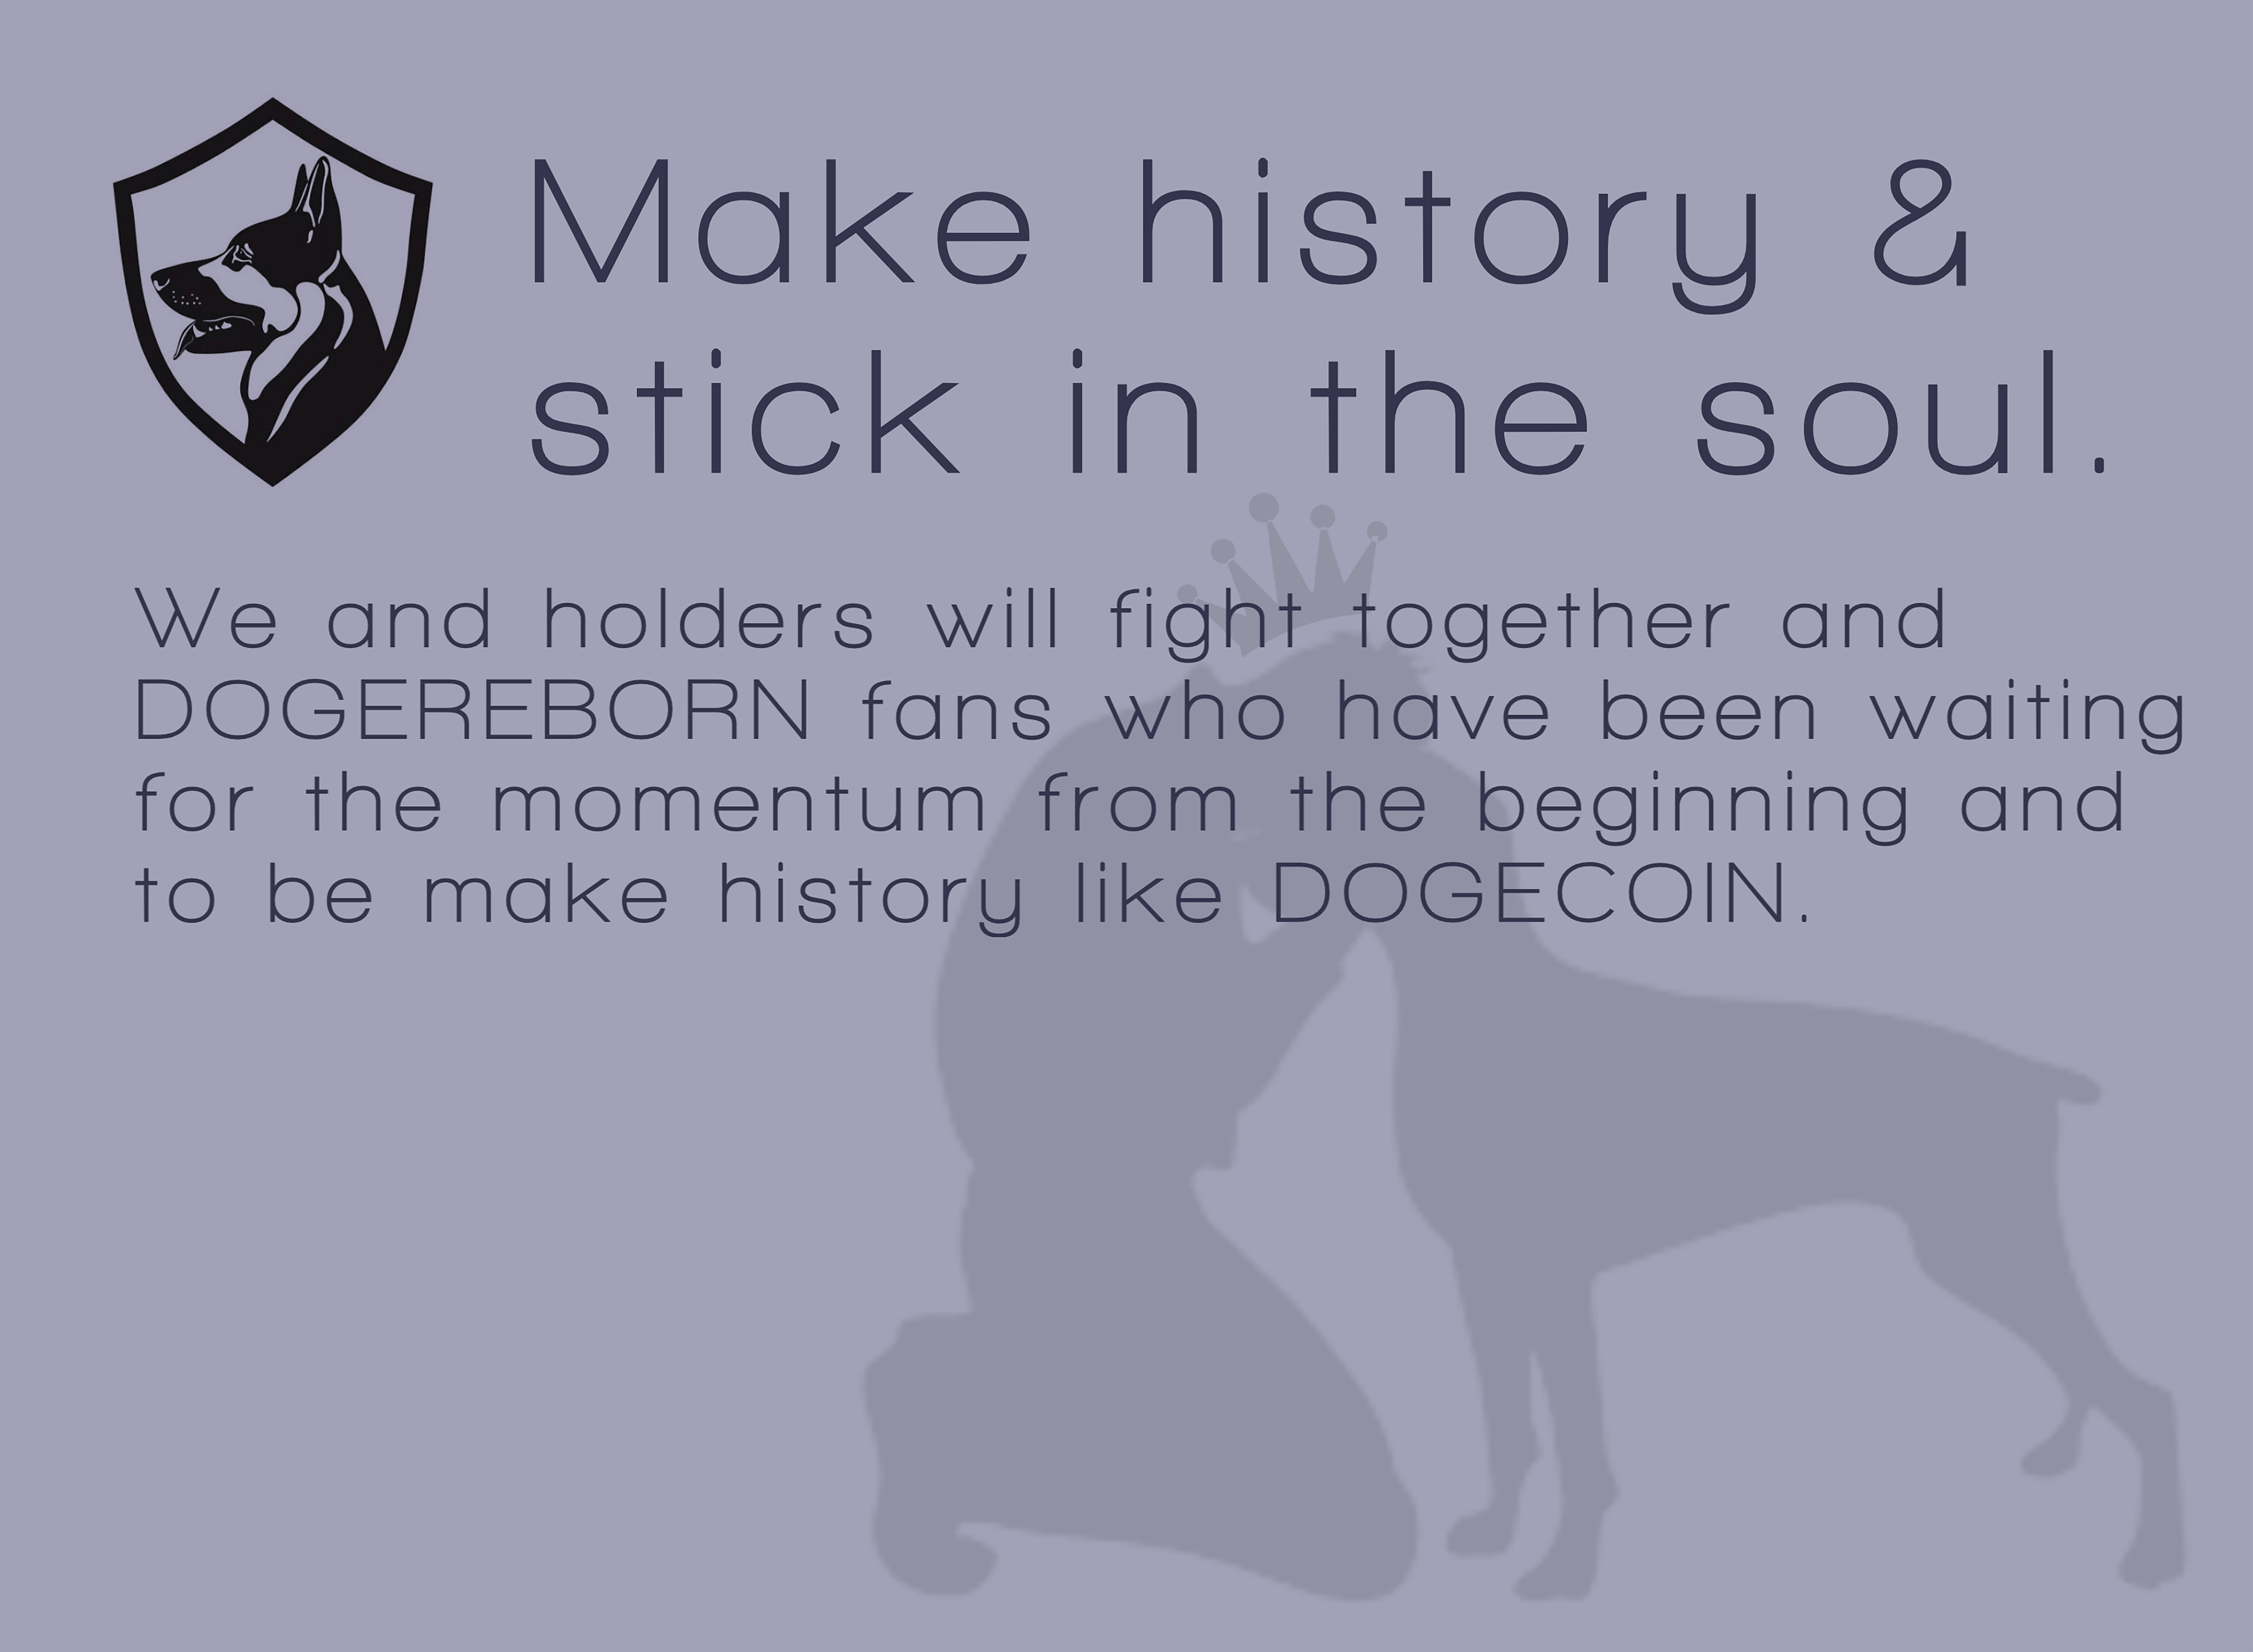 Make history &
stick in the soul.
We and holders will fight together and
DOGEREBORN fans who have been waiting
for the momentum from the beginning and
to be make history like DOGECOIN.